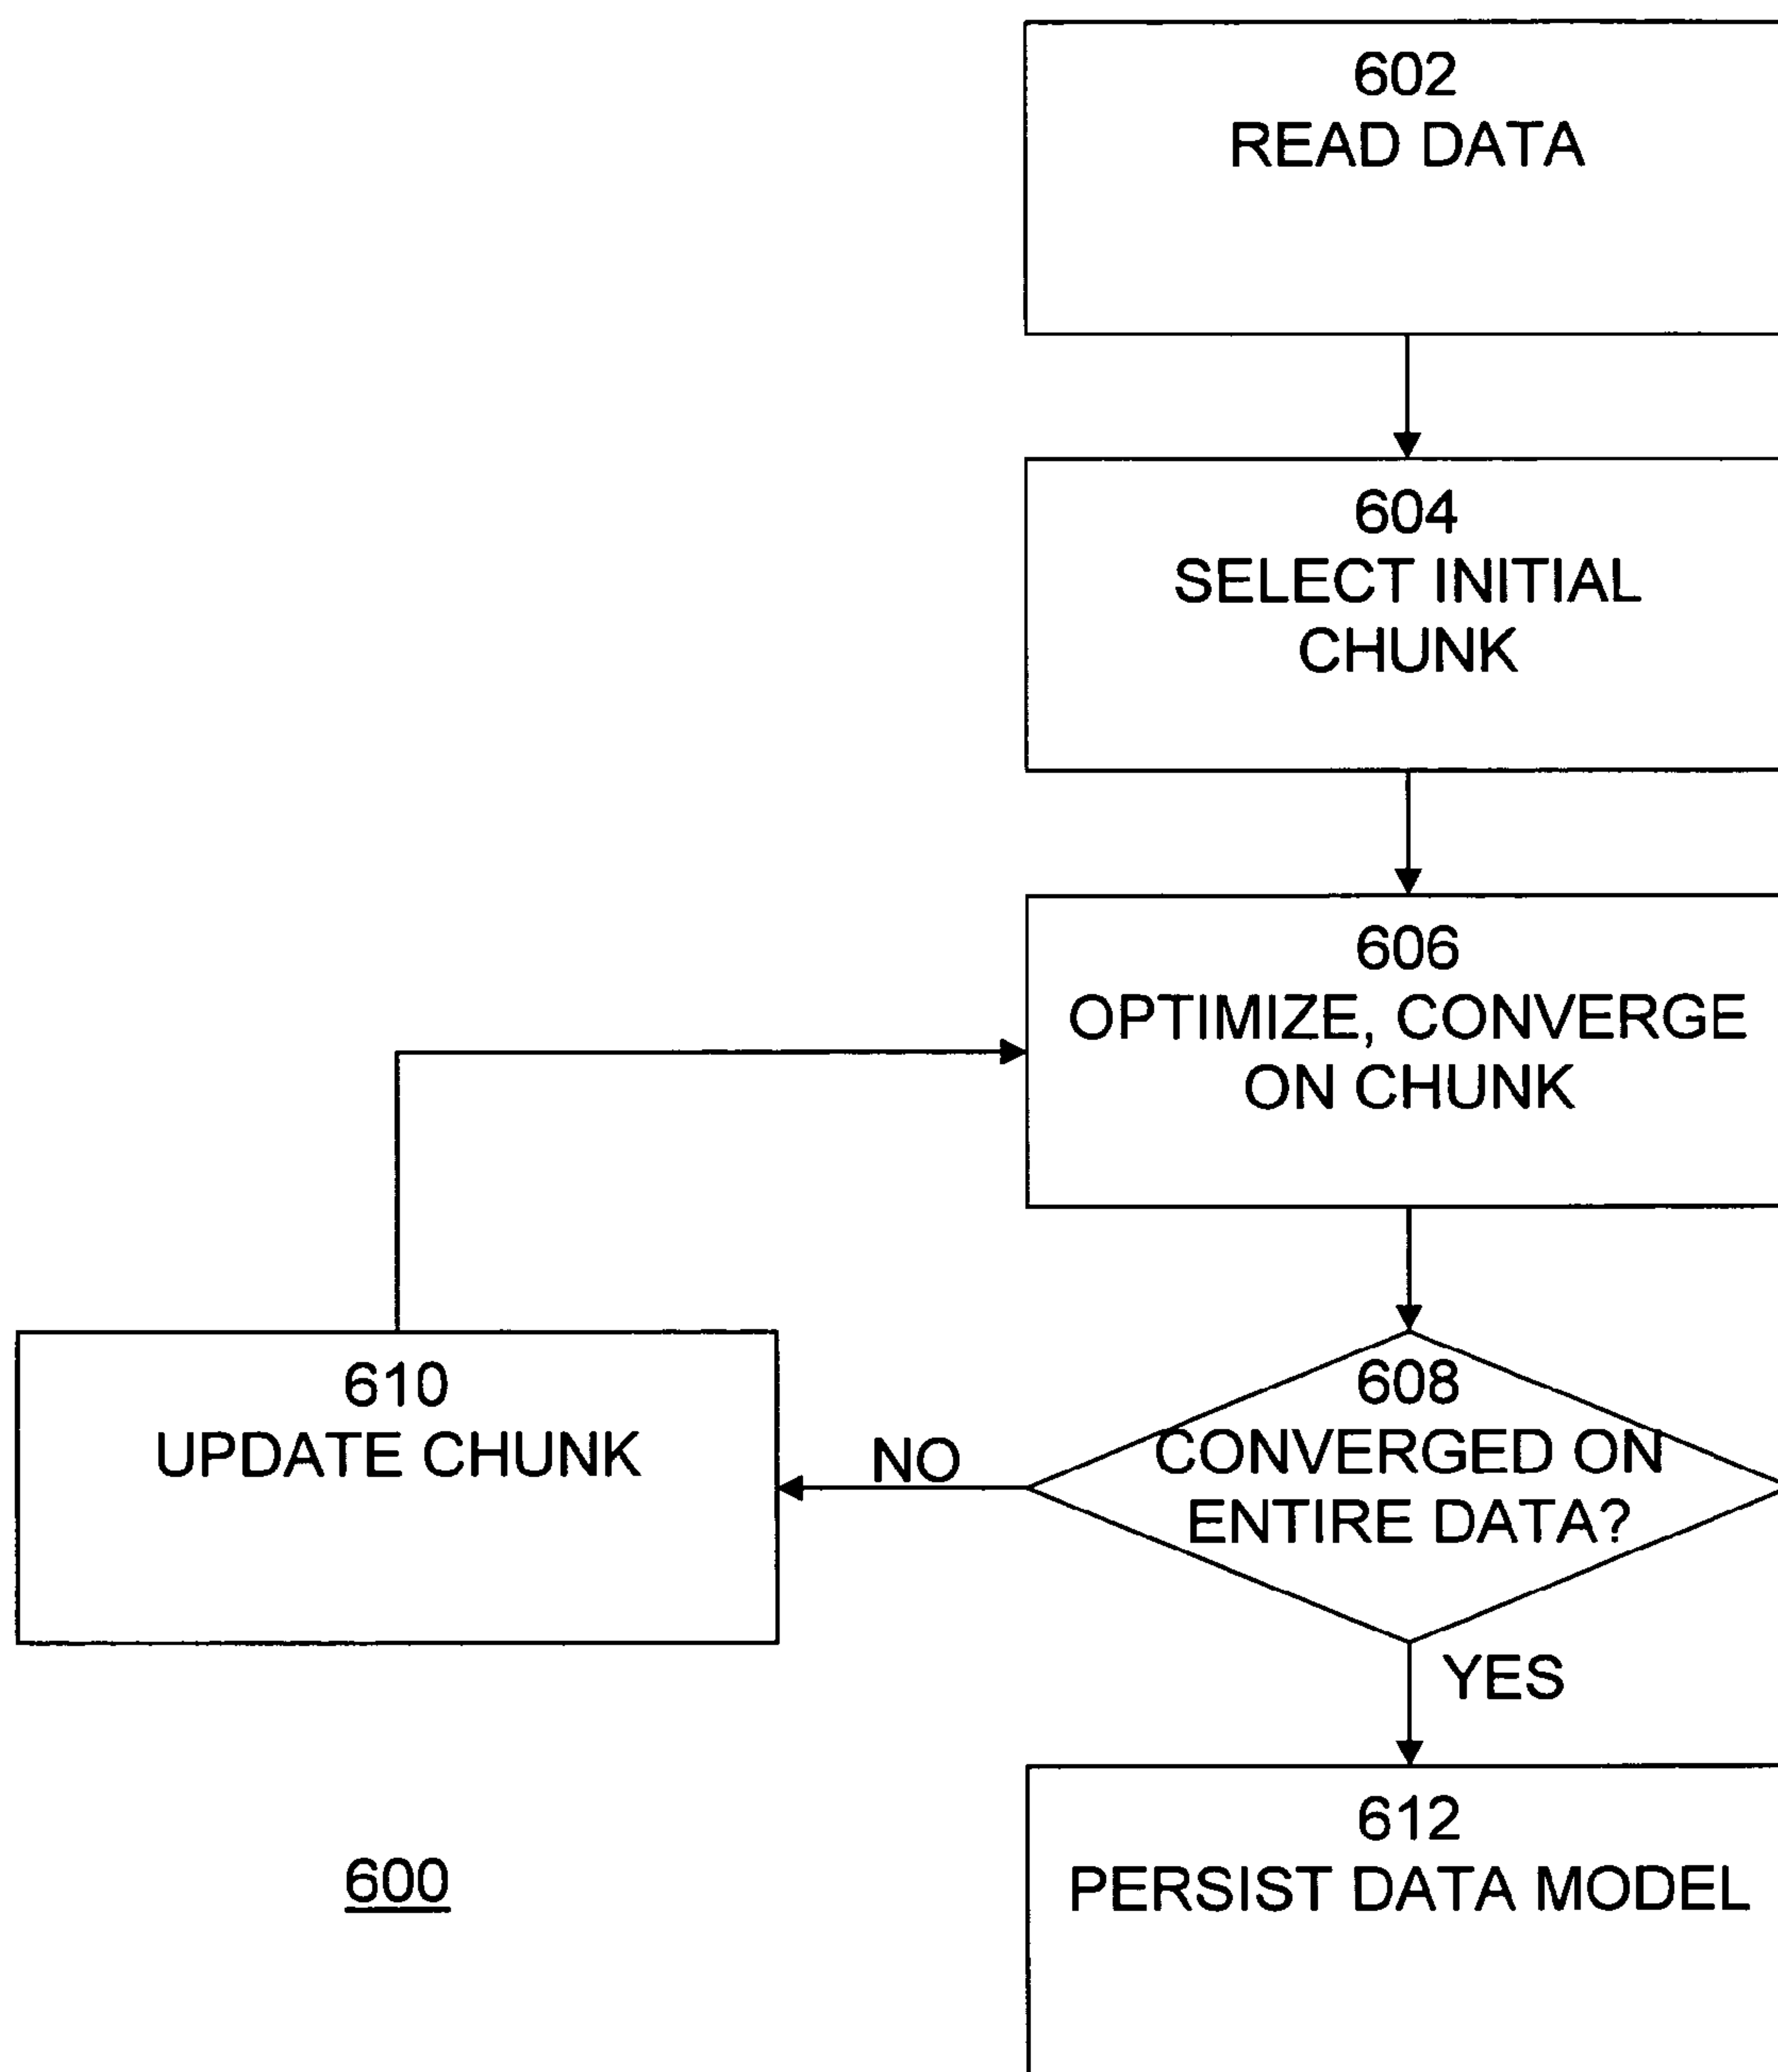 602
READ DATA
604
SELECT INITIAL
CHUNK
606
OPTIMIZE, CONVERGE
ON CHUNK
608
CONVERGED ON
ENTIRE DATA?
NO
610
UPDATE CHUNK
YES
612
PERSIST DATA MODEL
600